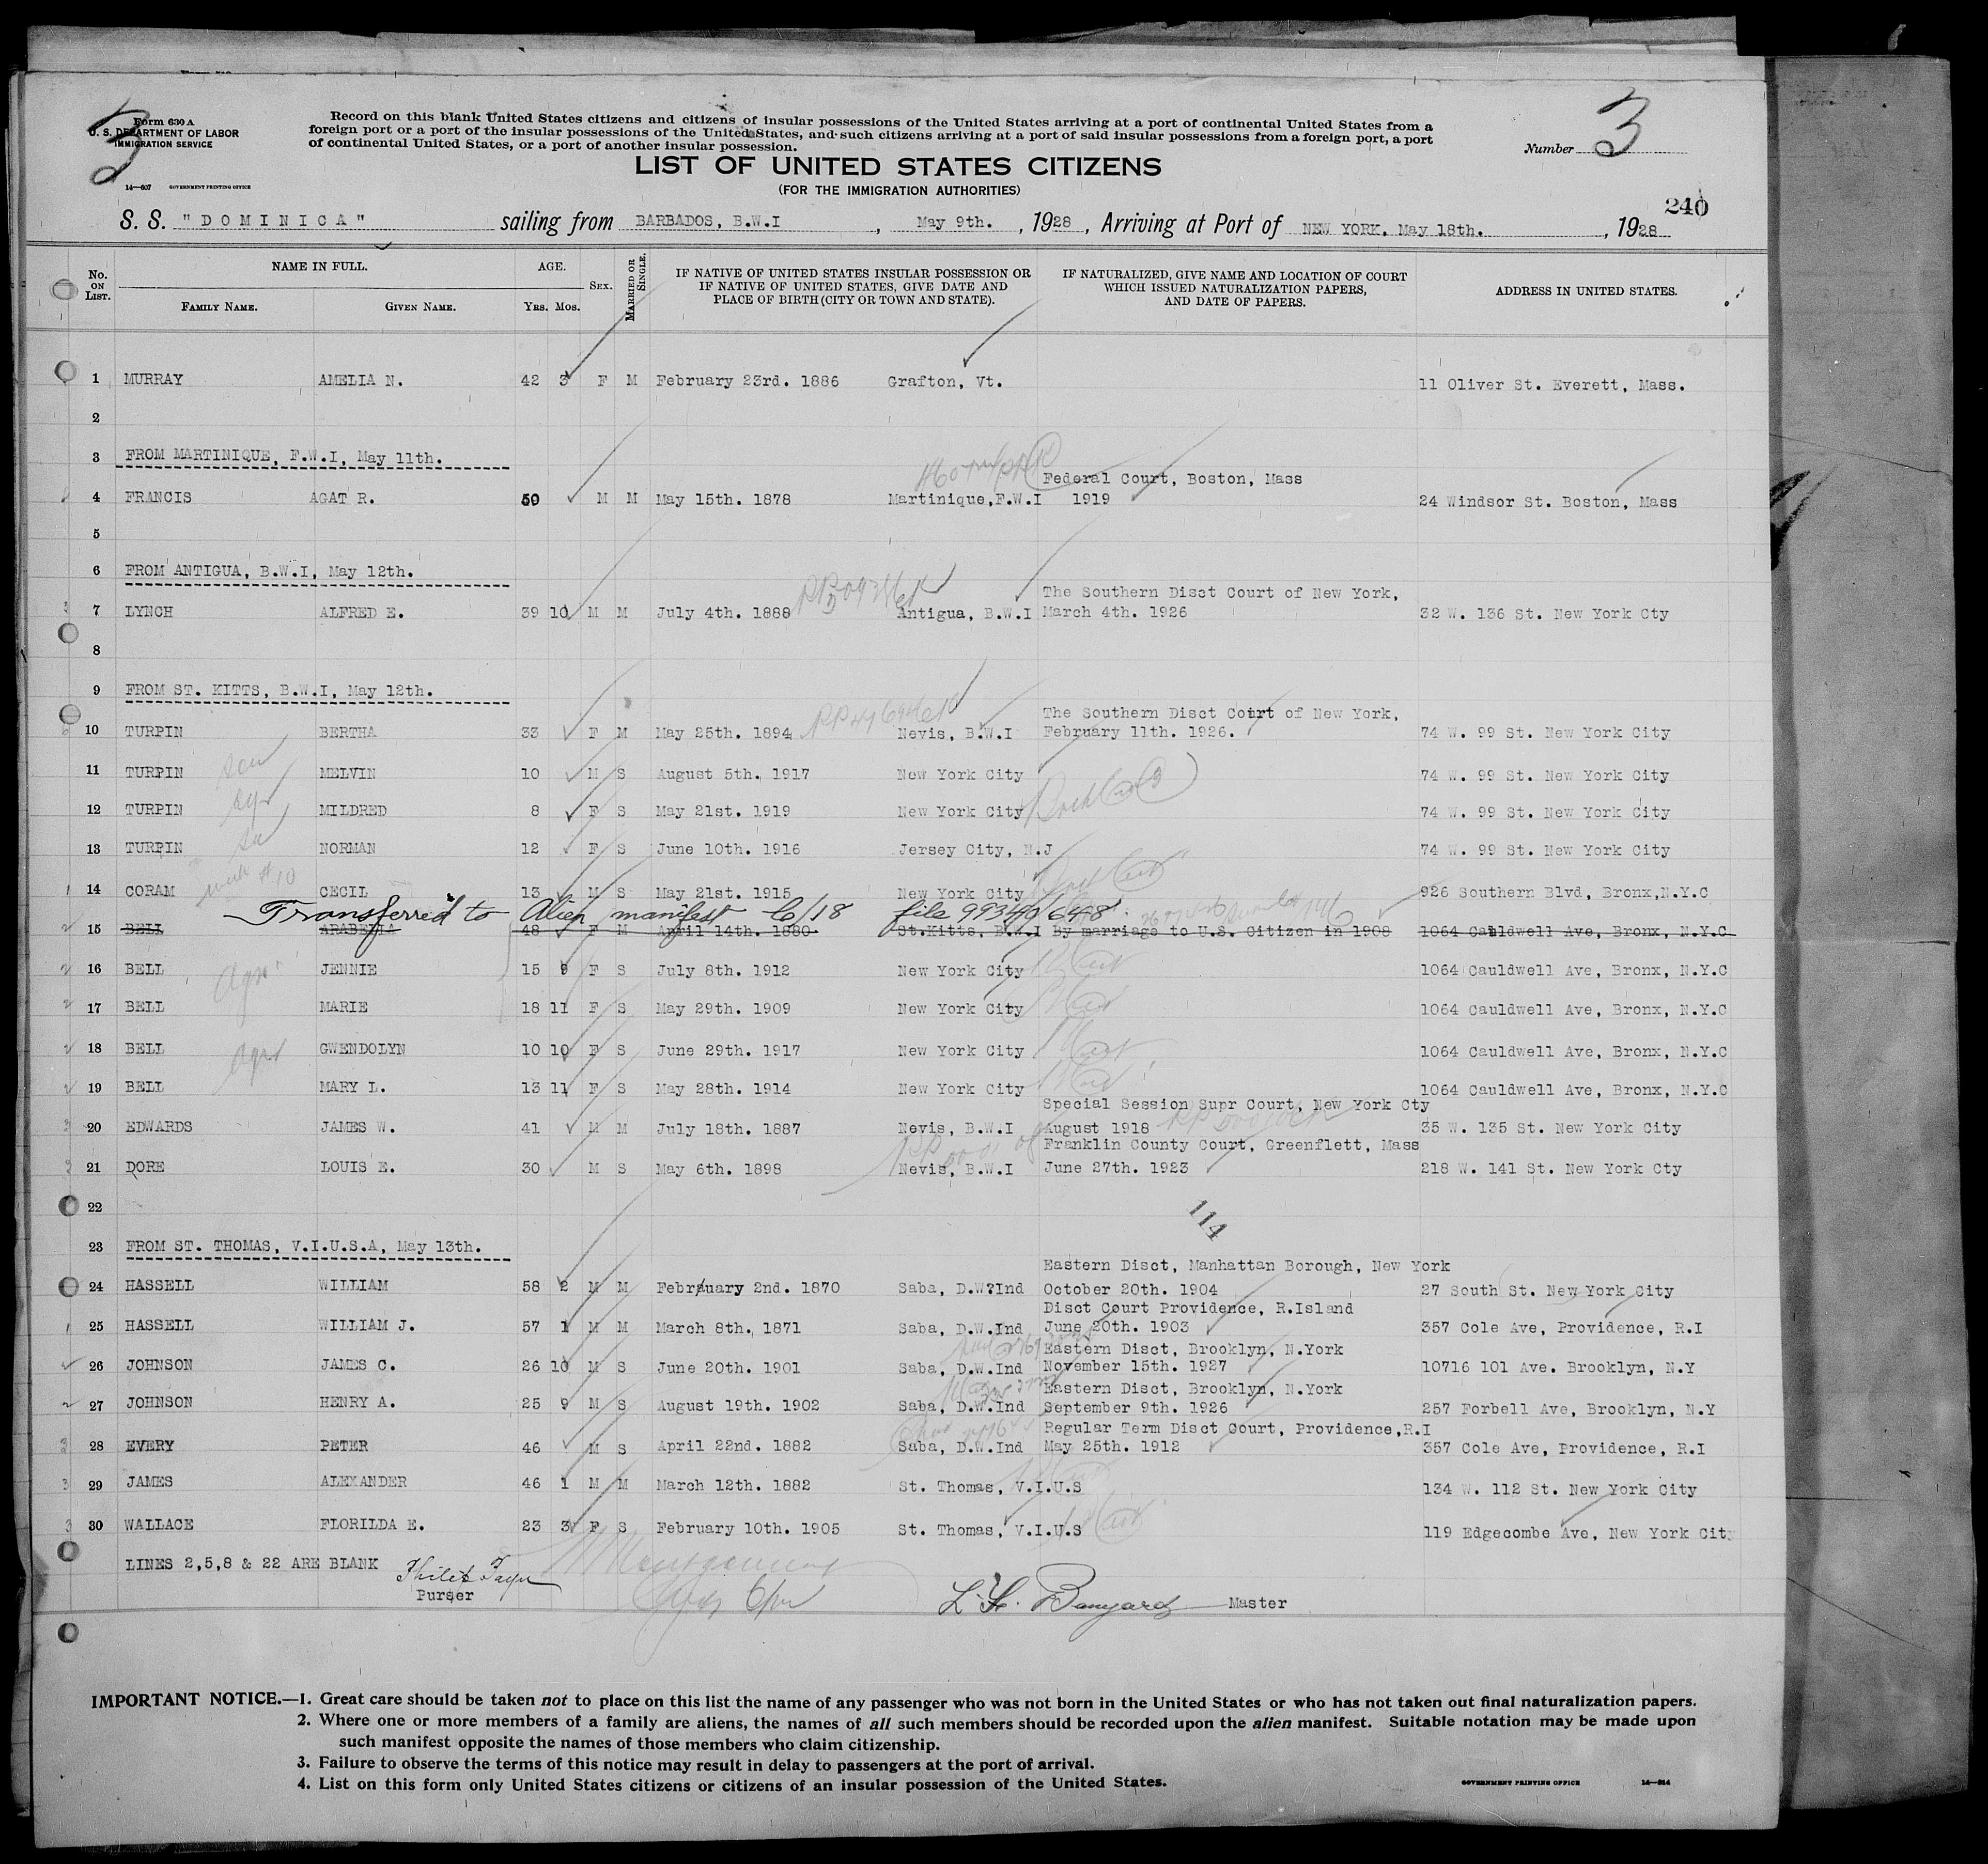 3
Form 630 A
U. S. DEPARTMENT OF LABOR
IMMIGRATION SERVICE
14—607 GOVERNMENT PRINTING OFFICE
Record on this blank United States citizens and citizens of insular possessions of the United States arriving at a port of continental United States from a
foreign port or a port of the insular possessions of the United States, and such citizens arriving at a port of said insular possessions from a foreign port, a port
of continental United States, or a port of another insular possession.
Number 3
LIST OF UNITED STATES CITIZENS
(FOR THE IMMIGRATION AUTHORITIES)
240
S. S. "DOMINICA" sailing from BARBADOS, B.W.I , May 9th. , 1928 , Arriving at Port of NEW YORK, May 18th. , 1928
No. ON LIST. NAME IN FULL. FAMILY NAME. GIVEN NAME. AGE. YRS. MOS. SEX. MARRIED OR SINGLE. IF NATIVE OF UNITED STATES INSULAR POSSESSION OR IF NATIVE OF UNITED STATES, GIVE DATE AND PLACE OF BIRTH (CITY OR TOWN AND STATE). IF NATURALIZED, GIVE NAME AND LOCATION OF COURT WHICH ISSUED NATURALIZATION PAPERS, AND DATE OF PAPERS. ADDRESS IN UNITED STATES.
1 MURRAY AMELIA N. 42 3 F M February 23rd. 1886 Grafton, Vt. 11 Oliver St. Everett, Mass.
2
3 FROM MARTINIQUE, F.W.I, May 11th.
Federal Court, Boston, Mass
4 FRANCIS AGAT R. 50 M M May 15th. 1878 Martinique,F.W.I 1919 24 Windsor St. Boston, Mass
5
6 FROM ANTIGUA, B.W.I, May 12th.
The Southern Disct Court of New York,
7 LYNCH ALFRED E. 39 10 M M July 4th. 1888 Antigua, B.W.I March 4th. 1926 32 W. 136 St. New York Cty
8
9 FROM ST. KITTS, B.W.I, May 12th.
The Southern Disct Court of New York,
10 TURPIN BERTHA 33 F M May 25th. 1894 Nevis, B.W.I February 11th. 1926. 74 W. 99 St. New York City
11 TURPIN MELVIN 10 M S August 5th. 1917 New York City 74 W. 99 St. New York City
12 TURPIN MILDRED 8 F S May 21st. 1919 New York City 74 W. 99 St. New York City
13 TURPIN NORMAN 12 F S June 10th. 1916 Jersey City, N.J 74 W. 99 St. New York City
with #10
14 CORAM CECIL 13 M S May 21st. 1915 New York City 926 Southern Blvd, Bronx,N.Y.C
Transferred to Alien manifest 6/18 file 99340/648
15 BELL ARABELLA 48 F M April 14th. 1880 St.Kitts, B.W.I By marriage to U.S. Citizen in 1908 1064 Cauldwell Ave, Bronx, N.Y.C
16 BELL JENNIE 15 9 F S July 8th. 1912 New York City 1064 Cauldwell Ave, Bronx, N.Y.C
17 BELL MARIE 18 11 F S May 29th. 1909 New York City 1064 Cauldwell Ave, Bronx, N.Y.C
18 BELL GWENDOLYN 10 10 F S June 29th. 1917 New York City 1064 Cauldwell Ave, Bronx, N.Y.C
19 BELL MARY L. 13 11 F S May 28th. 1914 New York City 1064 Cauldwell Ave, Bronx, N.Y.C
Special Session Supr Court, New York Cty
20 EDWARDS JAMES W. 41 M M July 18th. 1887 Nevis, B.W.I August 1918 35 W. 135 St. New York City
Franklin County Court, Greenflett, Mass
21 DORE LOUIS E. 30 M S May 6th. 1898 Nevis, B.W.I June 27th. 1923 218 W. 141 St. New York Cty
22
114
23 FROM ST. THOMAS, V.I.U.S.A, May 13th.
Eastern Disct, Manhattan Borough, New York
24 HASSELL WILLIAM 58 2 M M February 2nd. 1870 Saba, D.W?Ind October 20th. 1904 27 South St. New York City
Disct Court Providence, R.Island
25 HASSELL WILLIAM J. 57 1 M M March 8th. 1871 Saba, D.W.Ind June 20th. 1903 357 Cole Ave, Providence, R.I
Eastern Disct, Brooklyn, N.York
26 JOHNSON JAMES C. 26 10 M S June 20th. 1901 Saba, D.W.Ind November 15th. 1927 10716 101 Ave. Brooklyn, N.Y
Eastern Disct, Brooklyn, N.York
27 JOHNSON HENRY A. 25 9 M S August 19th. 1902 Saba, D.W.Ind September 9th. 1926 257 Forbell Ave, Brooklyn, N.Y
Regular Term Disct Court, Providence,R.I
28 EVERY PETER 46 M S April 22nd. 1882 Saba, D.W.Ind May 25th. 1912 357 Cole Ave, Providence, R.I
29 JAMES ALEXANDER 46 1 M M March 12th. 1882 St. Thomas, V.I.U.S 134 W. 112 St. New York City
30 WALLACE FLORILDA E. 23 3 F S February 10th. 1905 St. Thomas, V.I.U.S 119 Edgecombe Ave, New York City
LINES 2,5,8 & 22 ARE BLANK
Purser
Master
IMPORTANT NOTICE.—1. Great care should be taken not to place on this list the name of any passenger who was not born in the United States or who has not taken out final naturalization papers.
2. Where one or more members of a family are aliens, the names of all such members should be recorded upon the alien manifest. Suitable notation may be made upon
such manifest opposite the names of those members who claim citizenship.
3. Failure to observe the terms of this notice may result in delay to passengers at the port of arrival.
4. List on this form only United States citizens or citizens of an insular possession of the United States.
GOVERNMENT PRINTING OFFICE